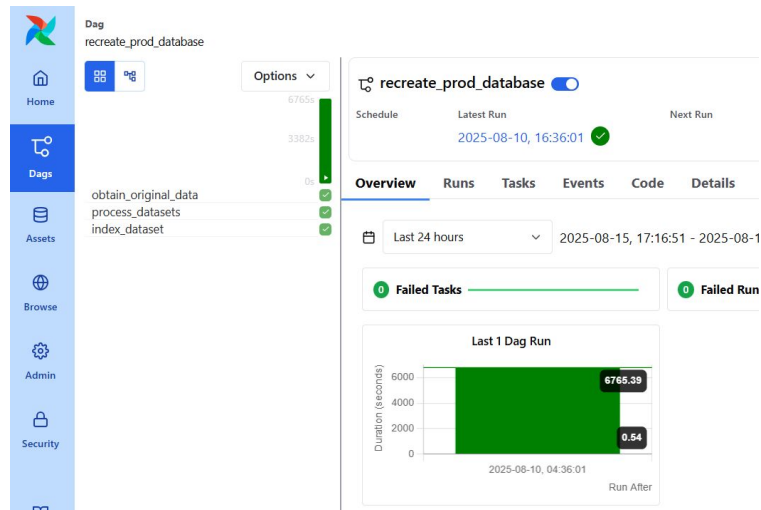 Dag
recreate_prod_database
Home
Dags
Assets
Browse
Admin
Security
Options
6765s
3382s
0s
obtain_original_data
process_datasets
index_dataset
recreate_prod_database
Schedule Latest Run Next Run
2025-08-10, 16:36:01
Overview Runs Tasks Events Code Details
Last 24 hours 2025-08-15, 17:16:51 - 2025-08-1
0 Failed Tasks 0 Failed Run
Last 1 Dag Run
Duration (seconds)
6000
4000
2000
0
6765.39
0.54
2025-08-10, 04:36:01
Run After